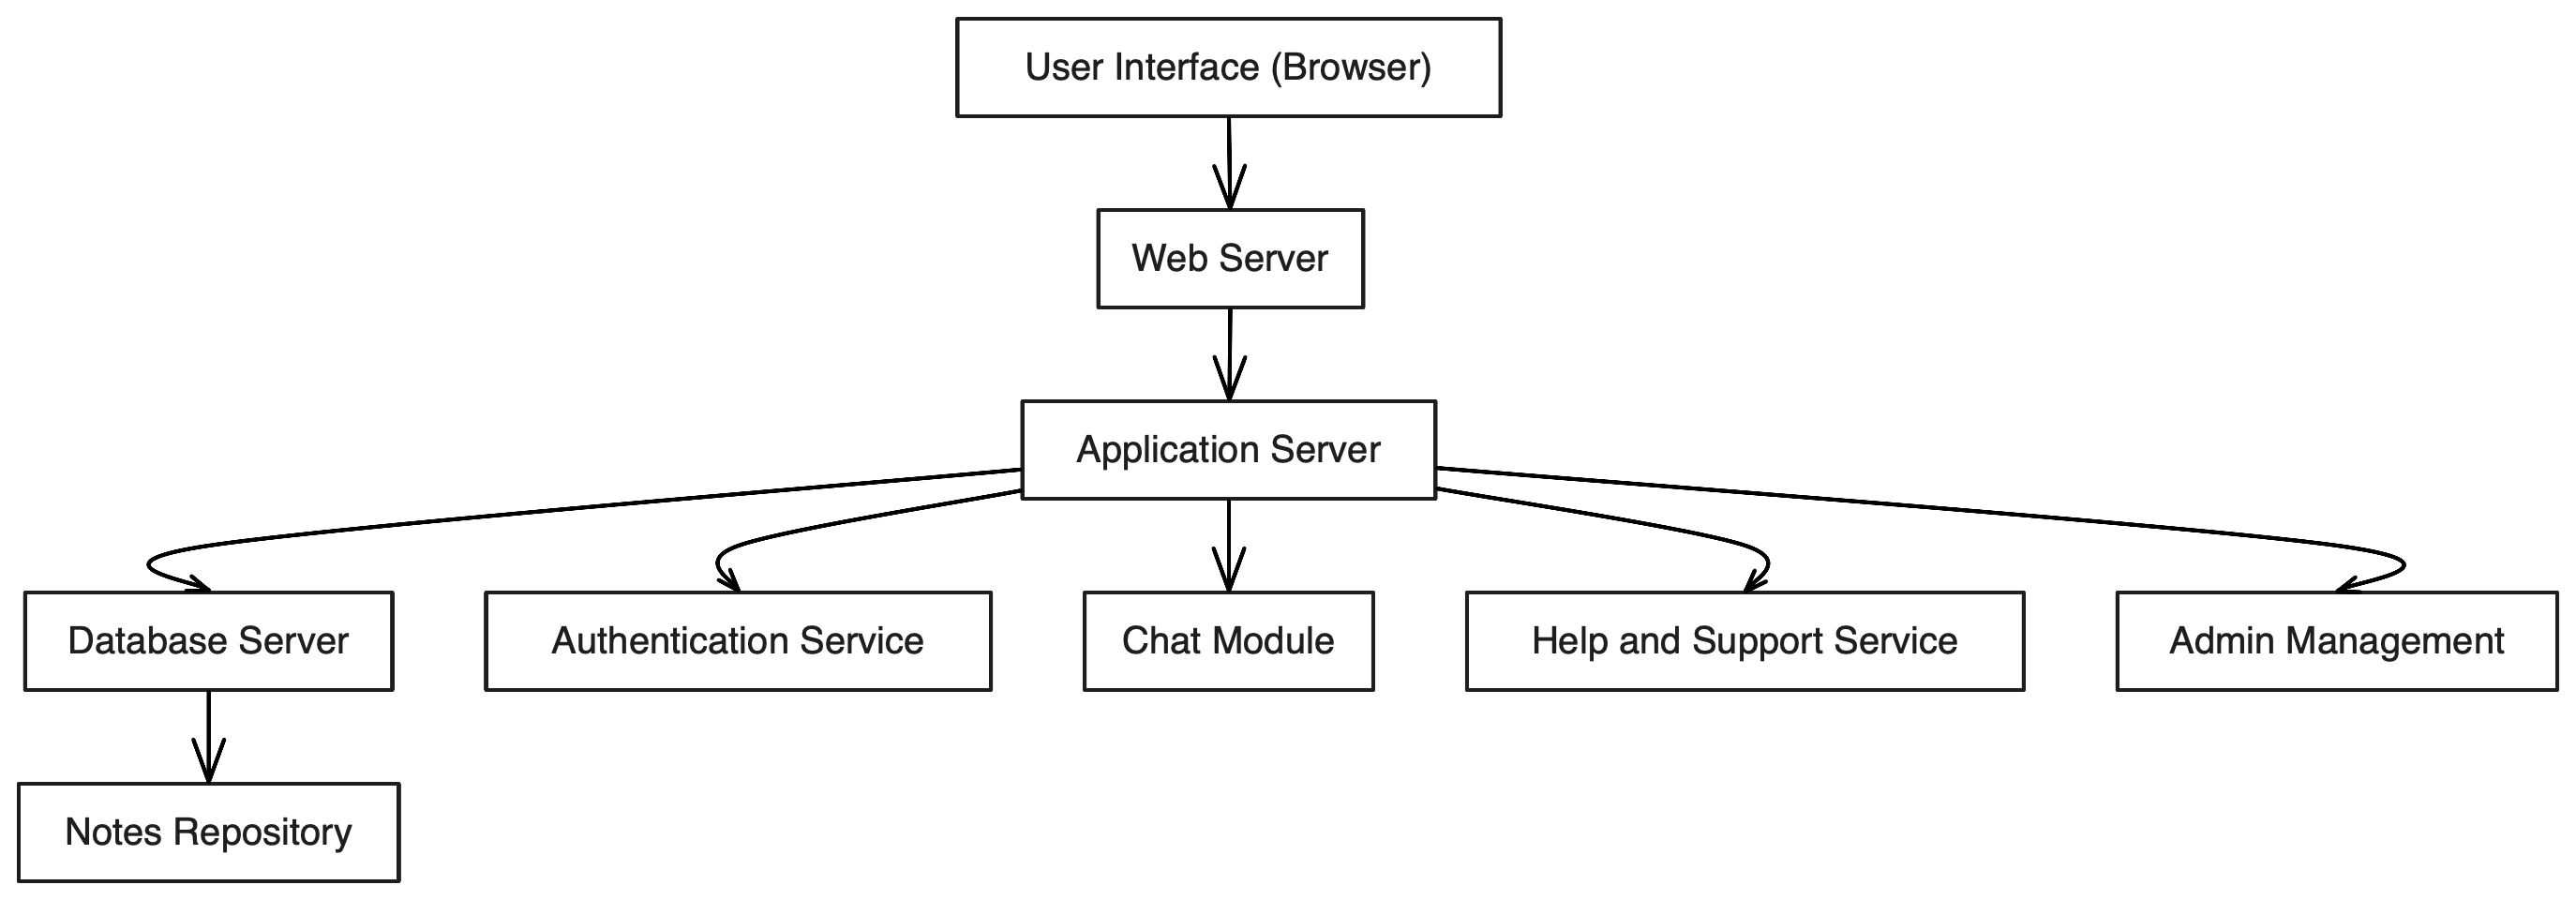 User Interface (Browser)
Web Server
Application Server
Database Server
Authentication Service
Chat Module
Help and Support Service
Admin Management
Notes Repository